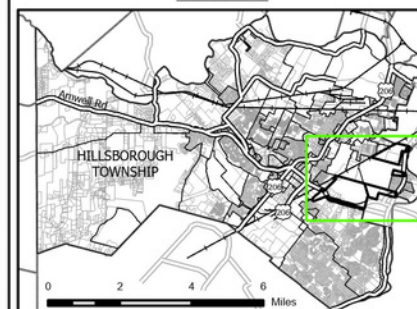 206
Amwell Rd
HILLSBOROUGH
TOWNSHIP
206
206
0 2 4 6
Miles